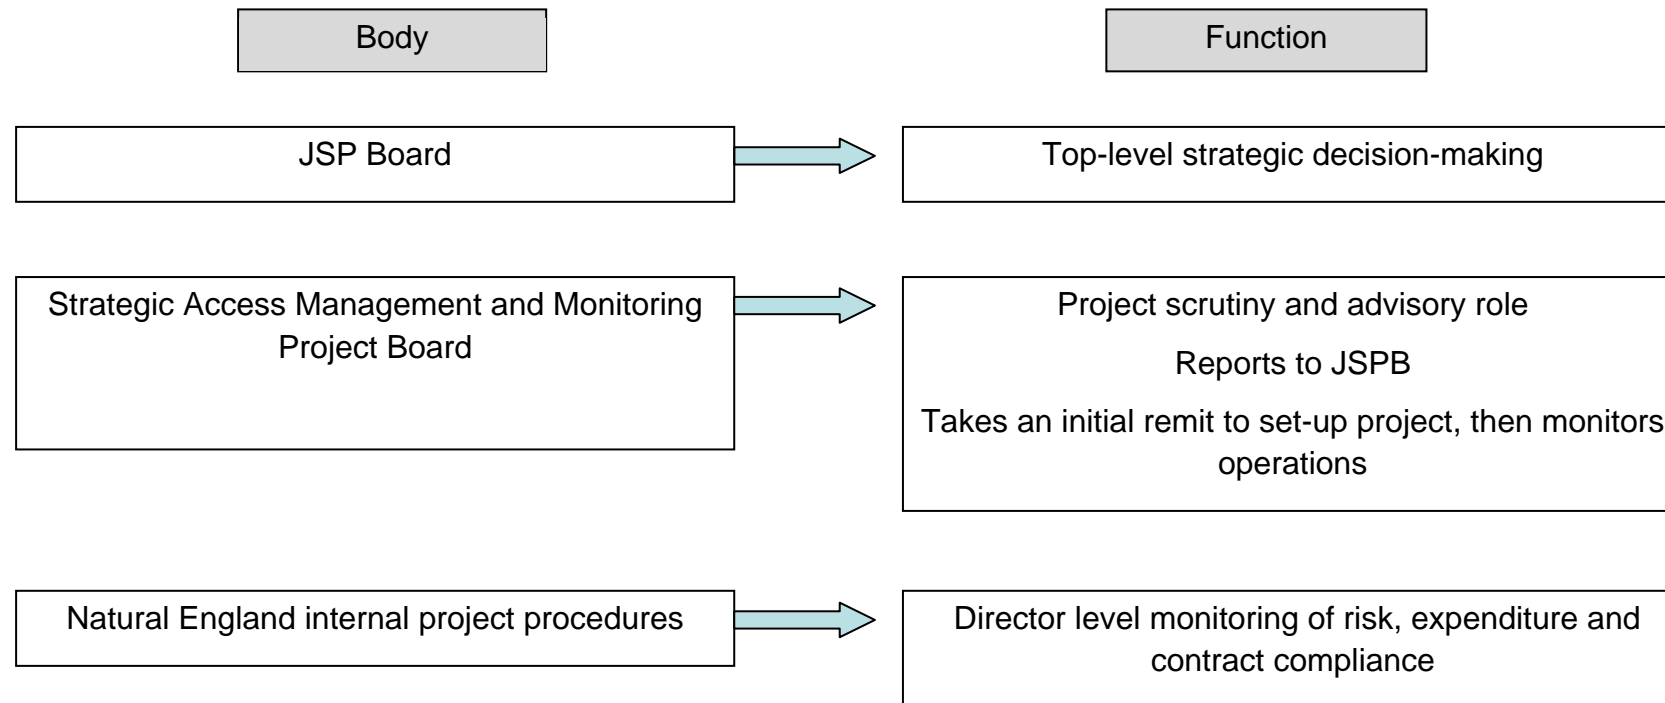 Body
Function
JSP Board
Top-level strategic decision-making
Strategic Access Management and Monitoring
Project Board
Project scrutiny and advisory role
Reports to JSPB
Takes an initial remit to set-up project, then monitors
operations
Natural England internal project procedures
Director level monitoring of risk, expenditure and
contract compliance